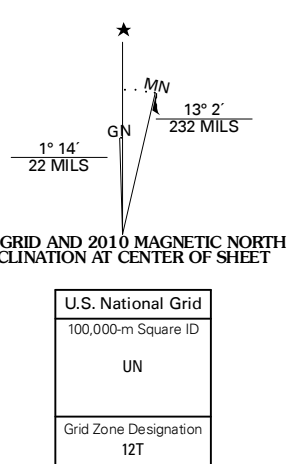 MN
GN
13° 2´
232 MILS
1° 14´
22 MILS
GRID AND 2010 MAGNETIC NORTH
CLINATION AT CENTER OF SHEET
U.S. National Grid
100,000-m Square ID
UN
Grid Zone Designation
12T